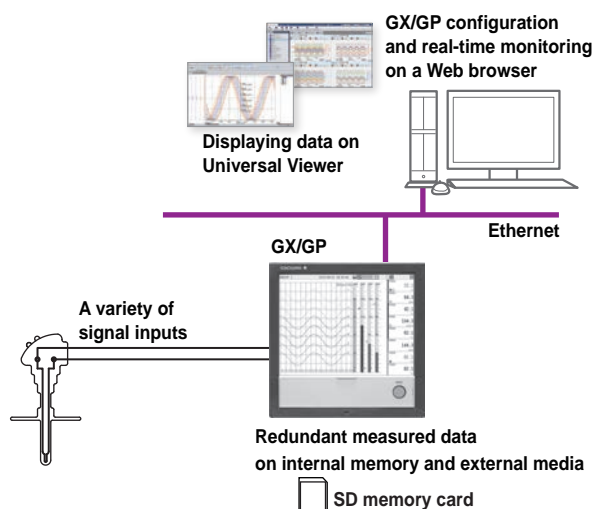 GX/GP configuration
and real-time monitoring
on a Web browser
Displaying data on
Universal Viewer
Ethernet
GX/GP
A variety of
signal inputs
YOKOGAWA
Redundant measured data
on internal memory and external media
SD memory card